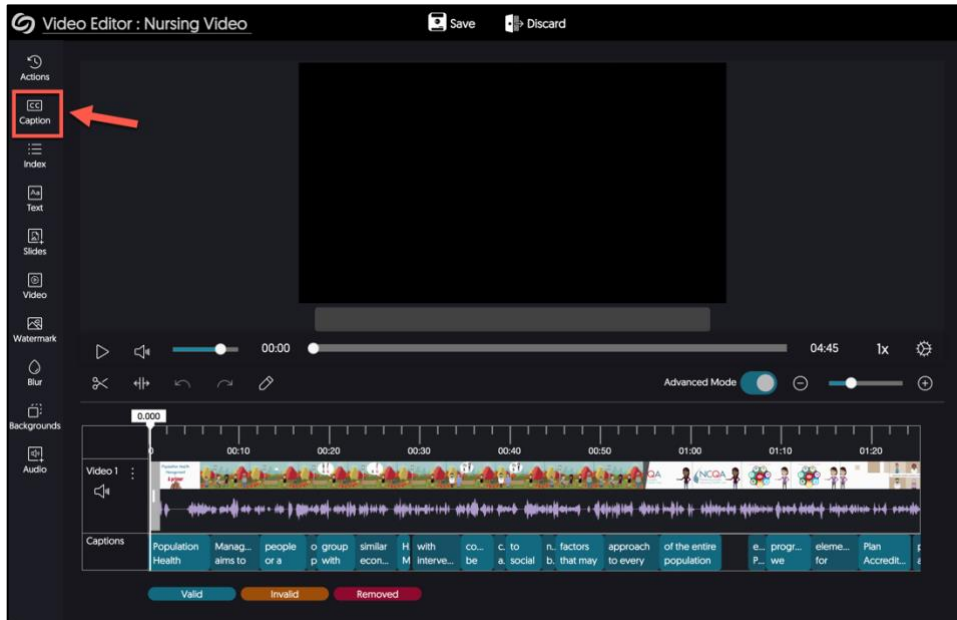 Video Editor : Nursing Video
Save
Discard
Actions
CC
Caption
Index
Aa
Text
Slides
Video
Watermark
Blur
Backgrounds
Audio
00:00
04:45
1x
Advanced Mode
0.000
0 00:10 00:20 00:30 00:40 00:50 01:00 01:10 01:20
Video 1
NCQA
Captions
Population Manag... people o group similar H with co... c. to n.. factors approach of the entire e... progr... eleme... Plan
Health aims to or a p with econ... M interve... be a. social b. that may to every population P... we for Accredit...
Valid
Invalid
Removed